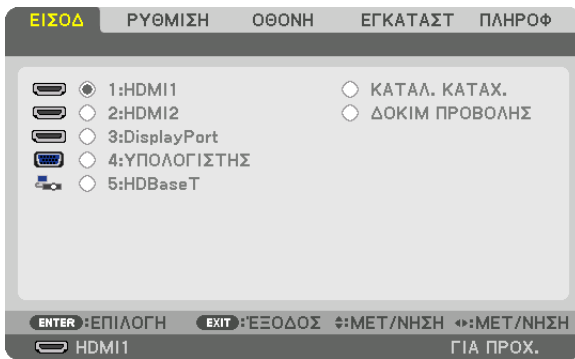 ΕΙΣΟΔ ΡΥΘΜΙΣΗ ΟΘΟΝΗ ΕΓΚΑΤΑΣΤ ΠΛΗΡΟΦ
1:HDMI1 ΚΑΤΑΛ. ΚΑΤΑΧ.
2:HDMI2 ΔΟΚΙΜ ΠΡΟΒΟΛΗΣ
3:DisplayPort
4:ΥΠΟΛΟΓΙΣΤΗΣ
5:HDBaseT
ENTER:ΕΠΙΛΟΓΗ EXIT:ΈΞΟΔΟΣ :ΜΕΤ/ΝΗΣΗ :ΜΕΤ/ΝΗΣΗ
HDMI1 ΓΙΑ ΠΡΟΧ.